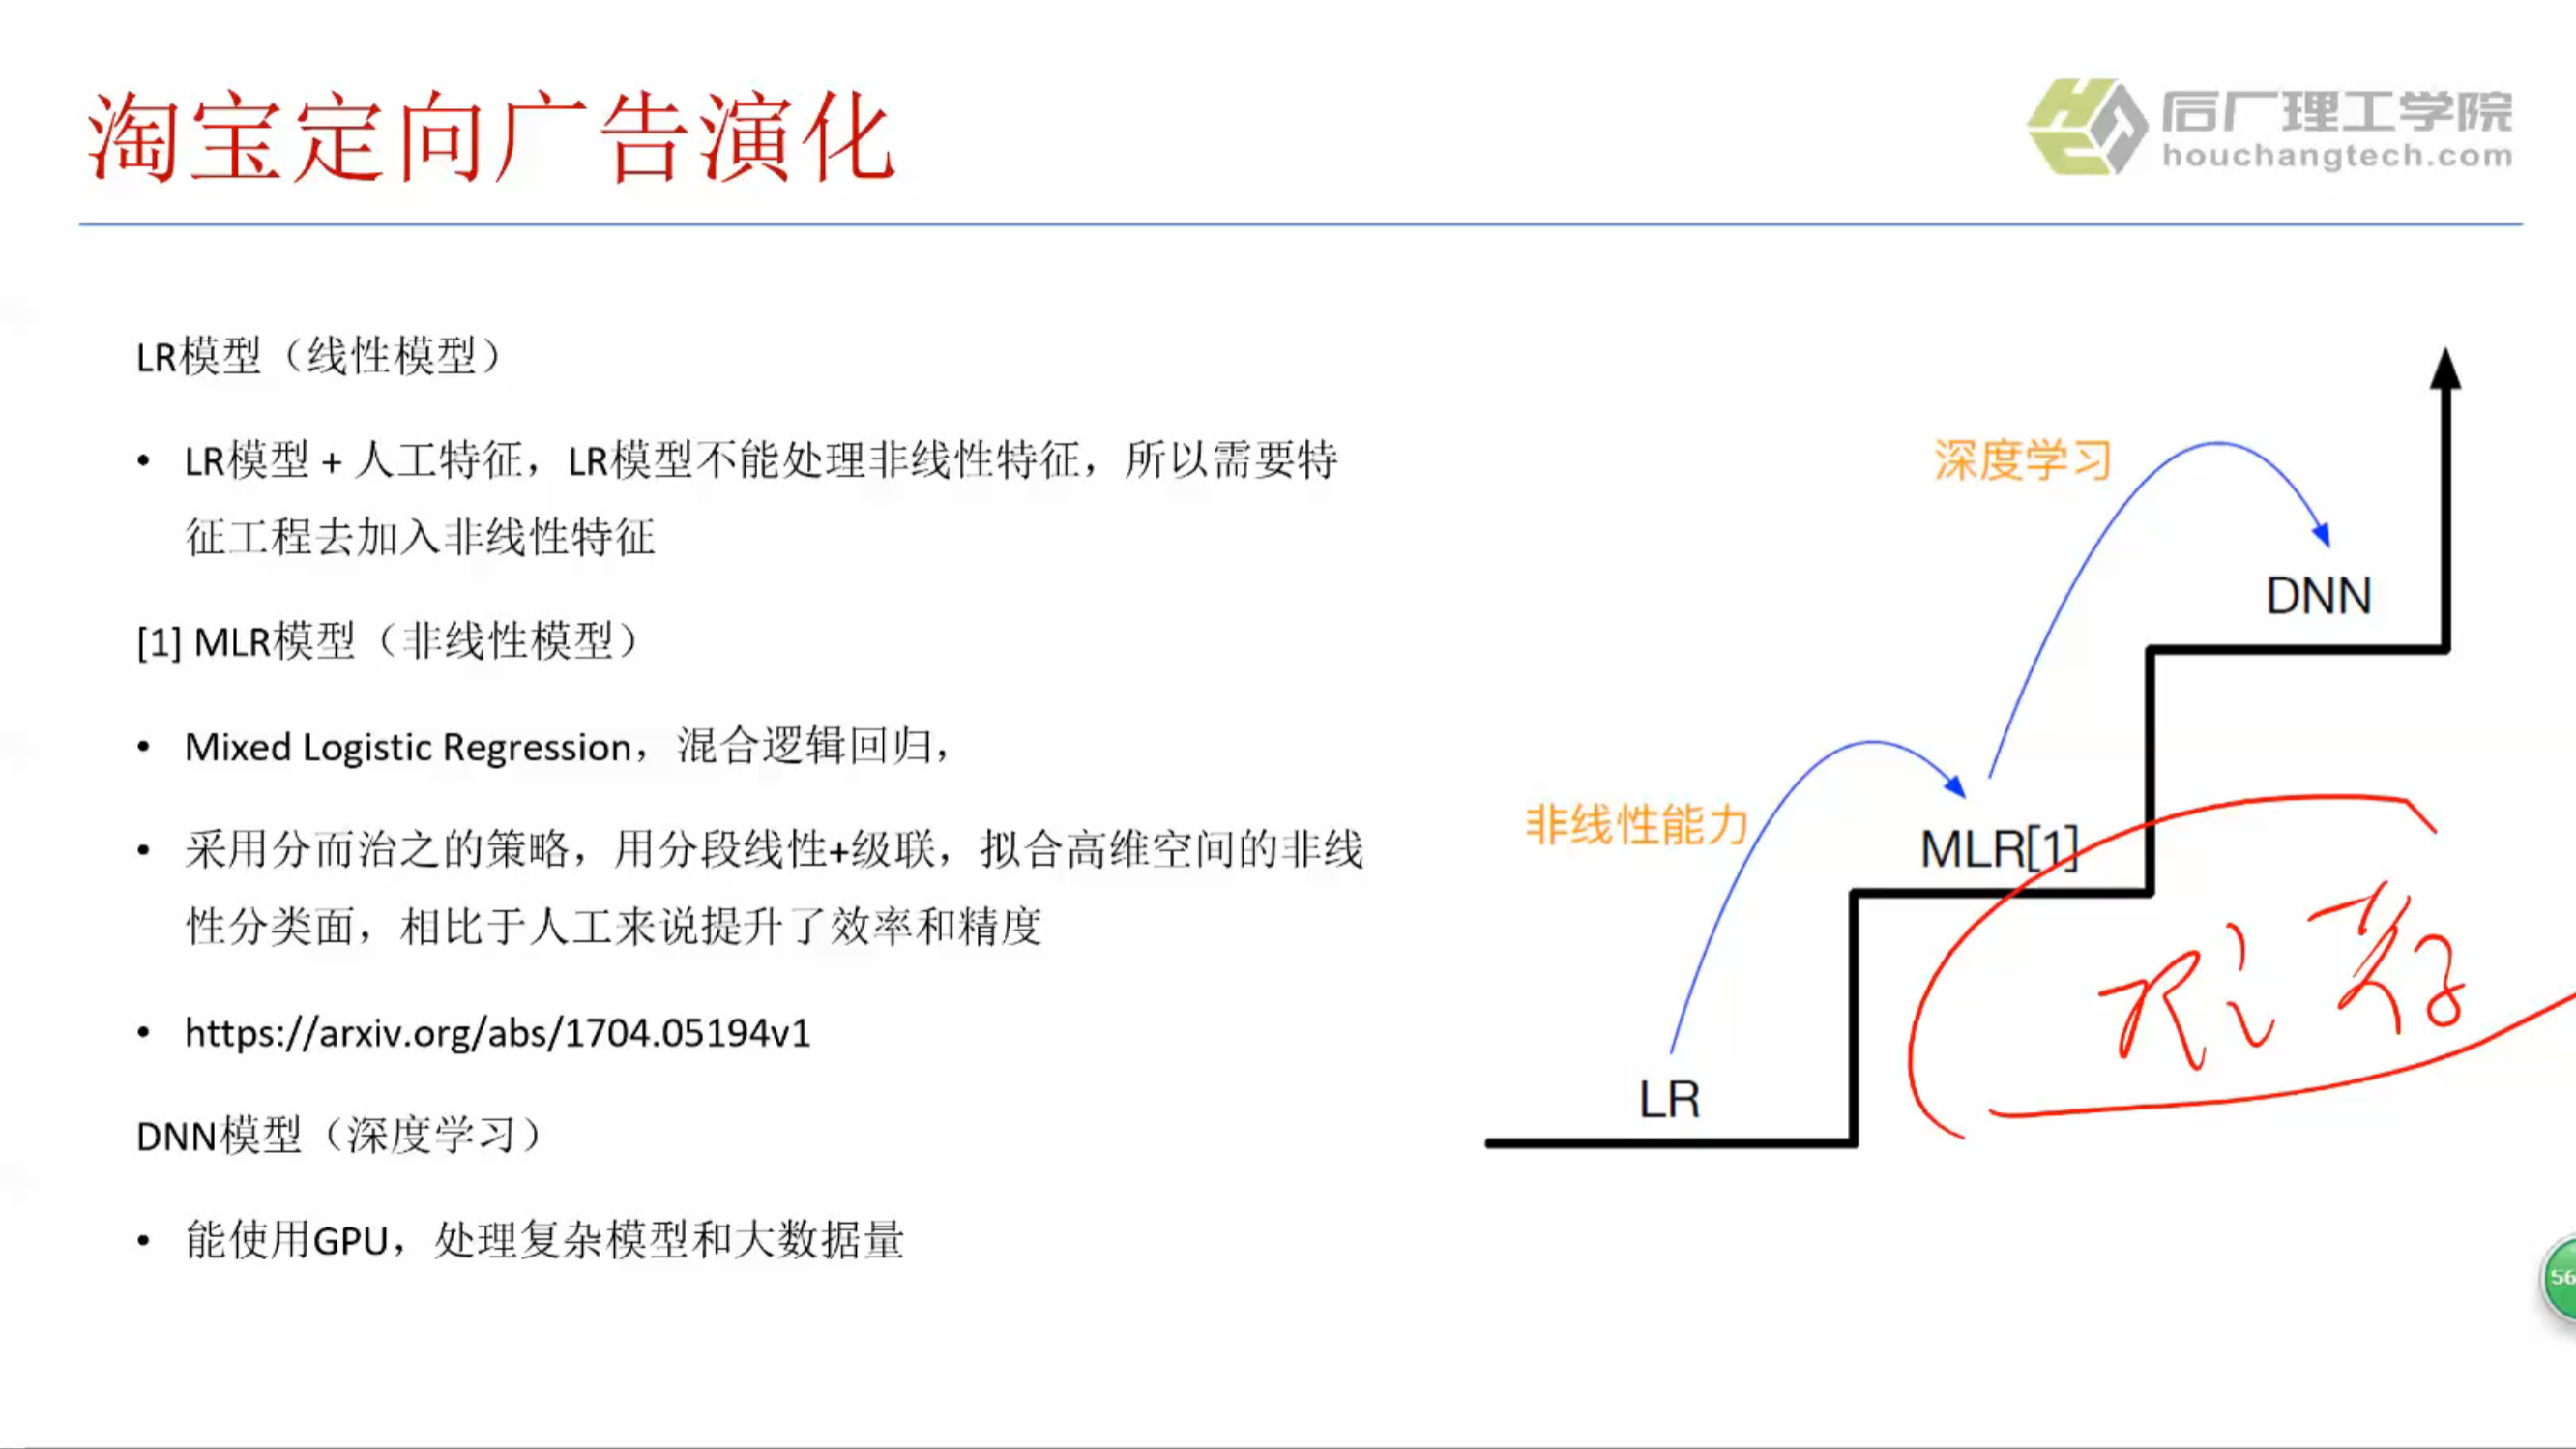 淘宝定向广告演化
后厂理工学院
houchangtech.com
LR模型（线性模型）
• LR模型 + 人工特征，LR模型不能处理非线性特征，所以需要特
征工程去加入非线性特征
[1] MLR模型（非线性模型）
• Mixed Logistic Regression，混合逻辑回归，
• 采用分而治之的策略，用分段线性+级联，拟合高维空间的非线
性分类面，相比于人工来说提升了效率和精度
• https://arxiv.org/abs/1704.05194v1
DNN模型（深度学习）
• 能使用GPU，处理复杂模型和大数据量
深度学习
DNN
非线性能力
MLR[1]
LR
56